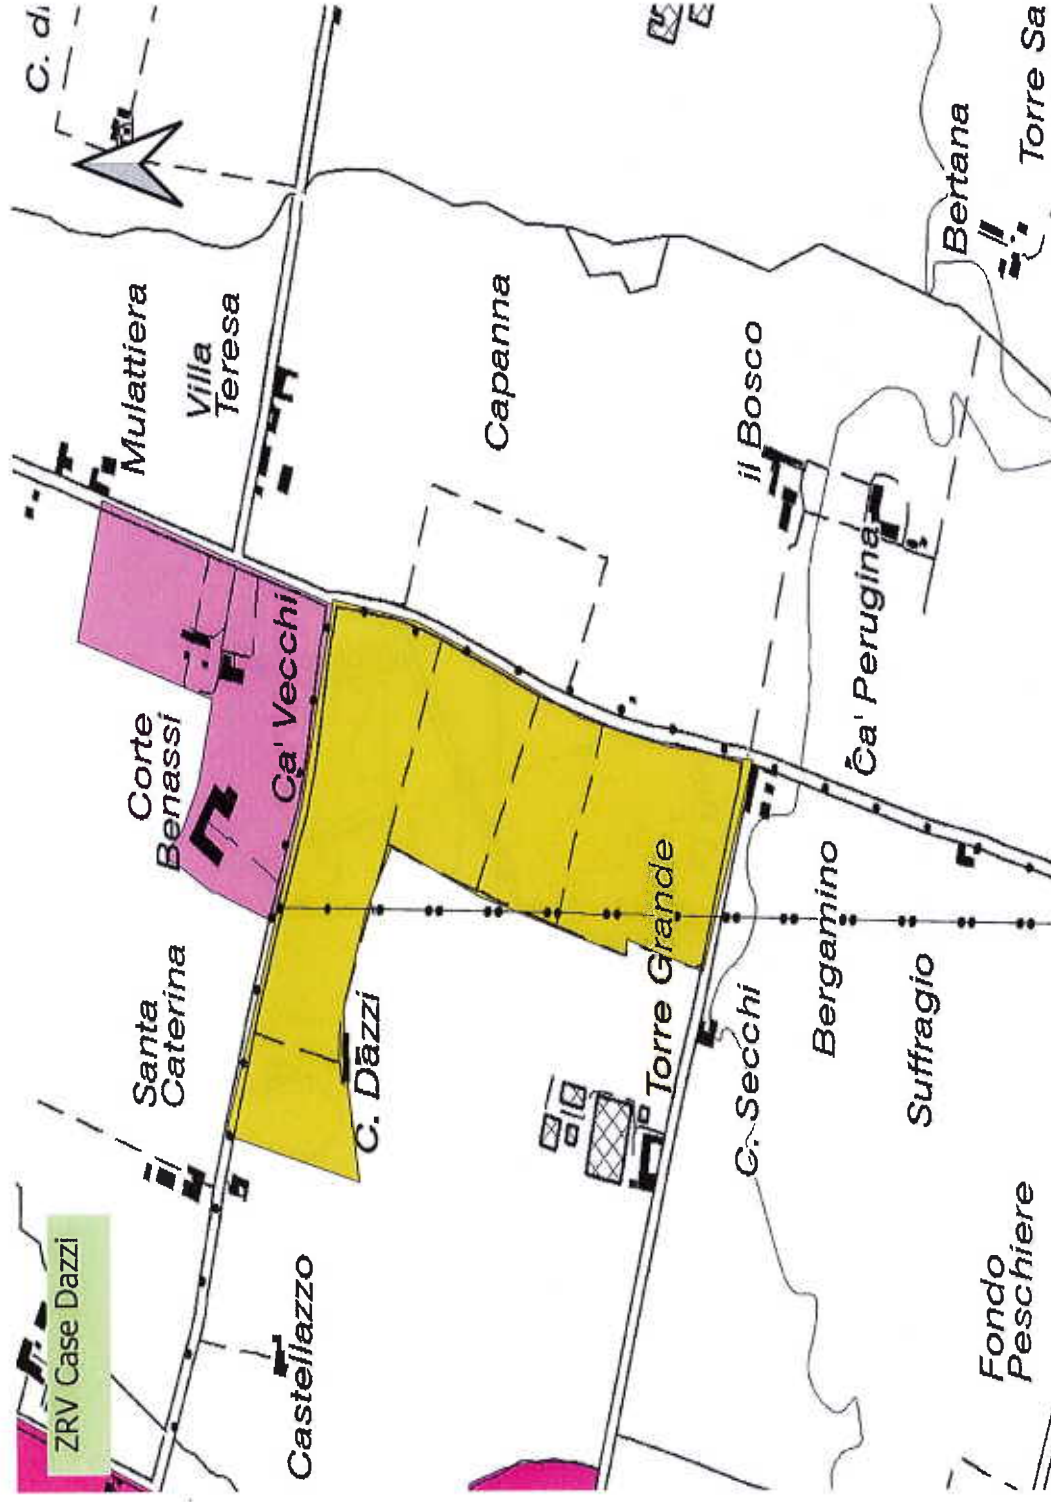 ZRV Case Dazzi
C. di
Mulattiera
Villa
Teresa
Corte
Benassi
Ca' Vecchi
Santa
Caterina
Castellazzo
C. Dazzi
Capanna
il Bosco
Bertana
Torre Sa
Ca' Perugina
Torre Grande
C. Secchi
Bergamino
Suffragio
Fondo
Peschiere